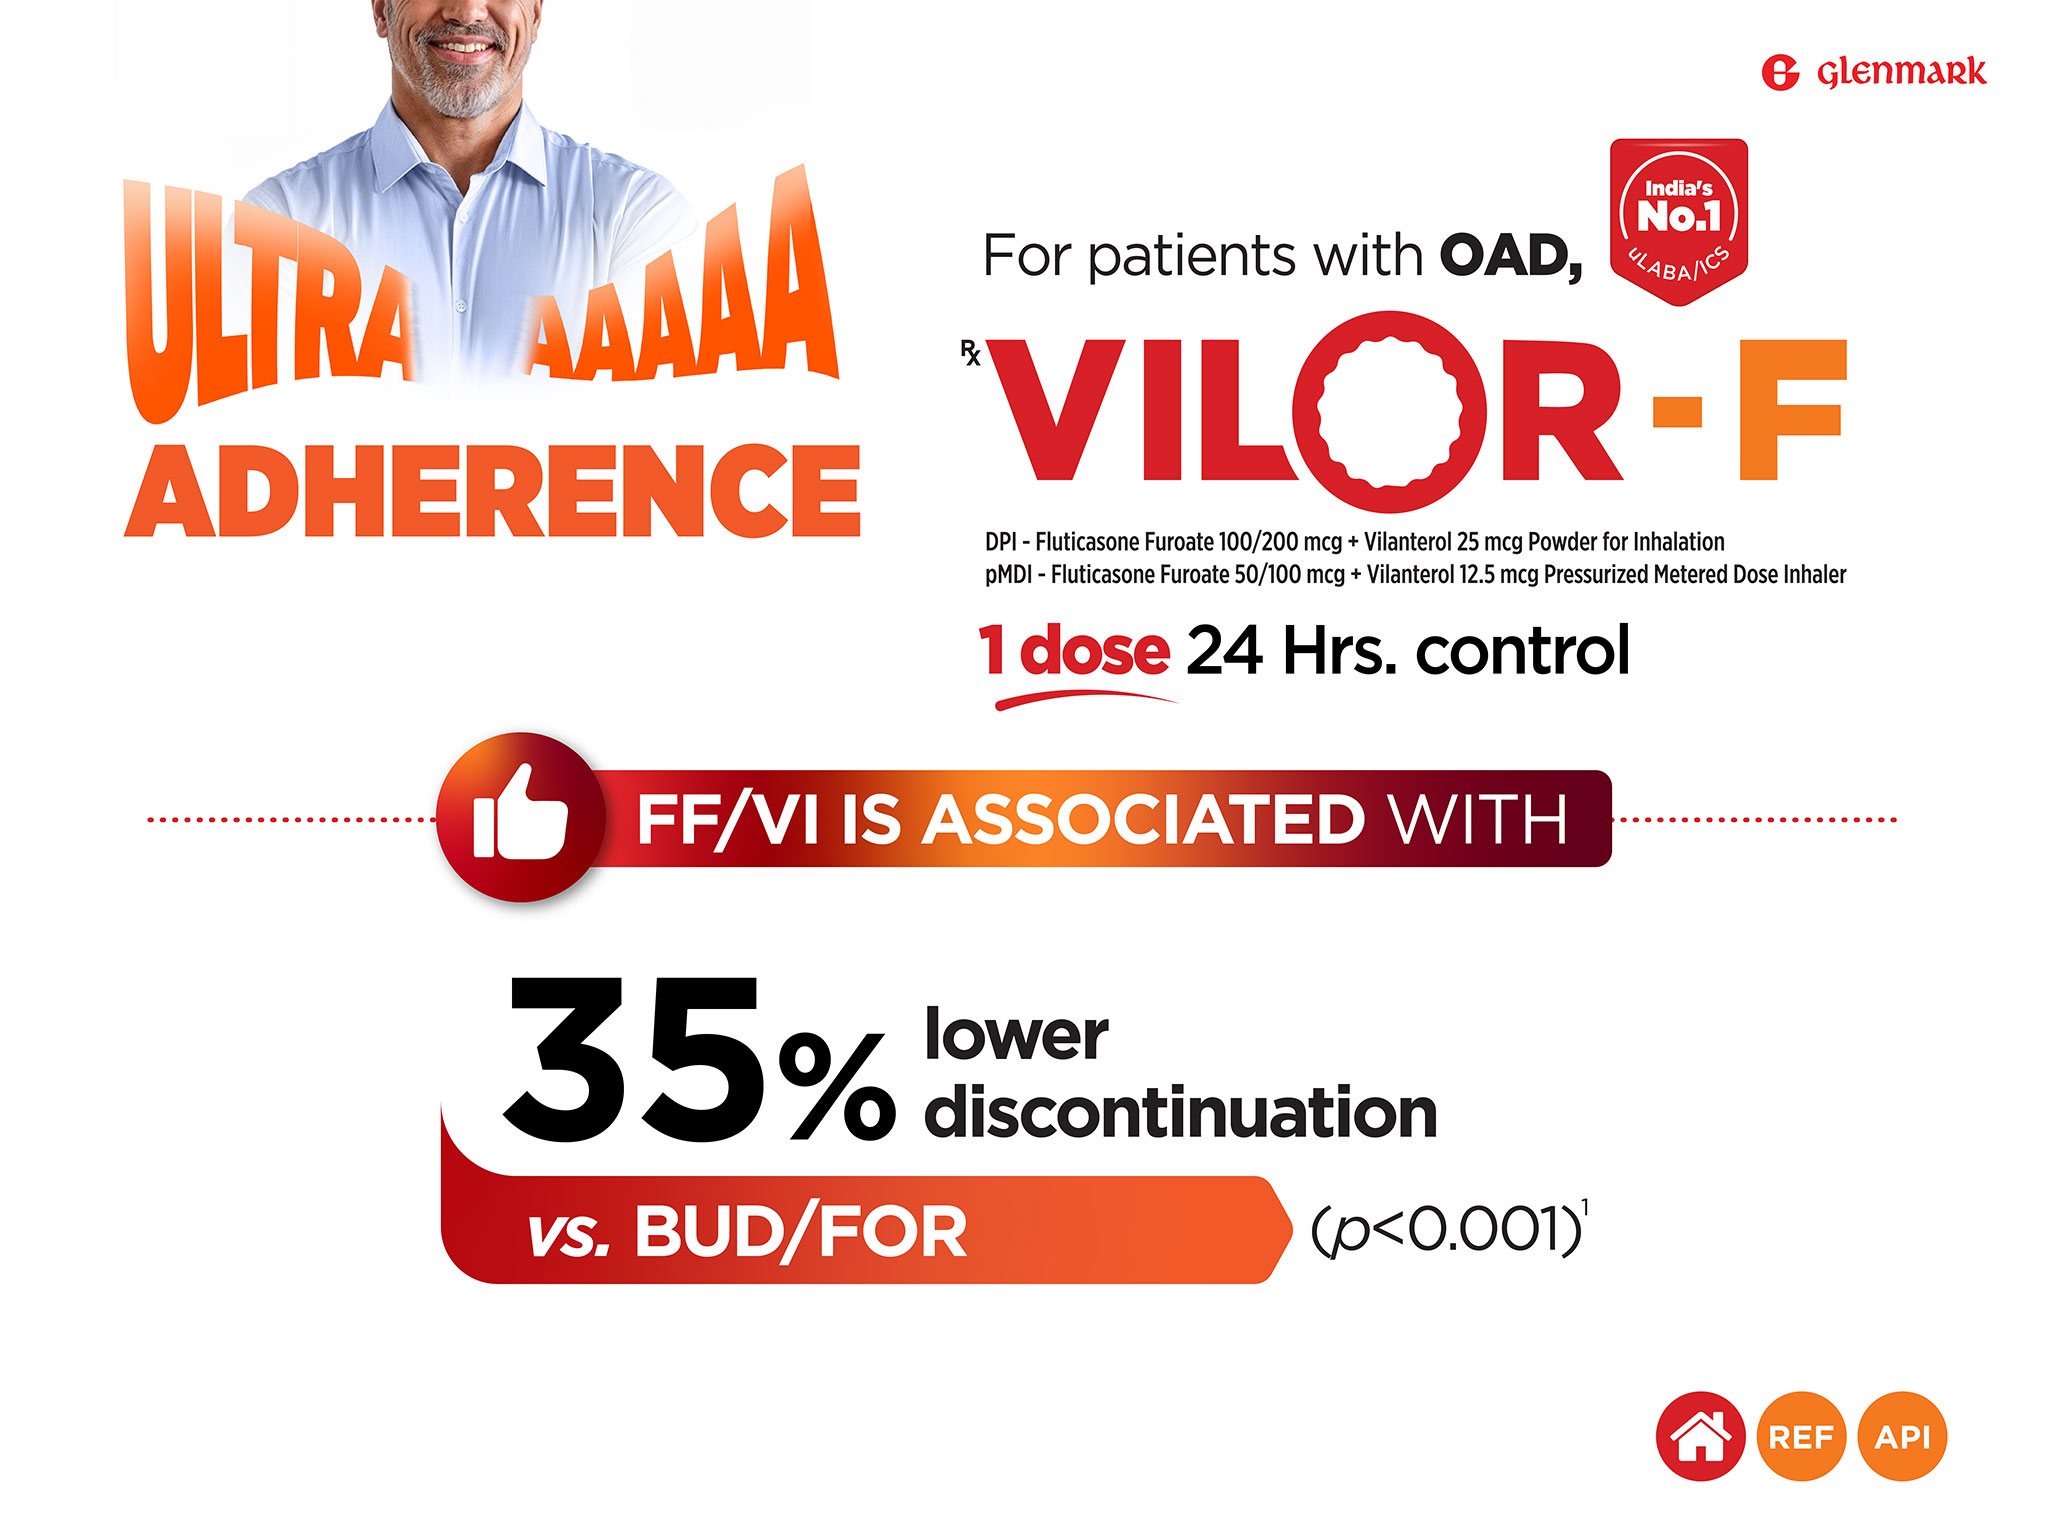 glenmark
ULTRA AAAAAA
ADHERENCE
India's
No.1
uLABA/ICS
For patients with OAD,
Rx VILOR-F
DPI - Fluticasone Furoate 100/200 mcg + Vilanterol 25 mcg Powder for Inhalation
pMDI - Fluticasone Furoate 50/100 mcg + Vilanterol 12.5 mcg Pressurized Metered Dose Inhaler
1 dose 24 Hrs. control
FF/VI IS ASSOCIATED WITH
35% lower
discontinuation
vs. BUD/FOR (p<0.001)¹
REF
API